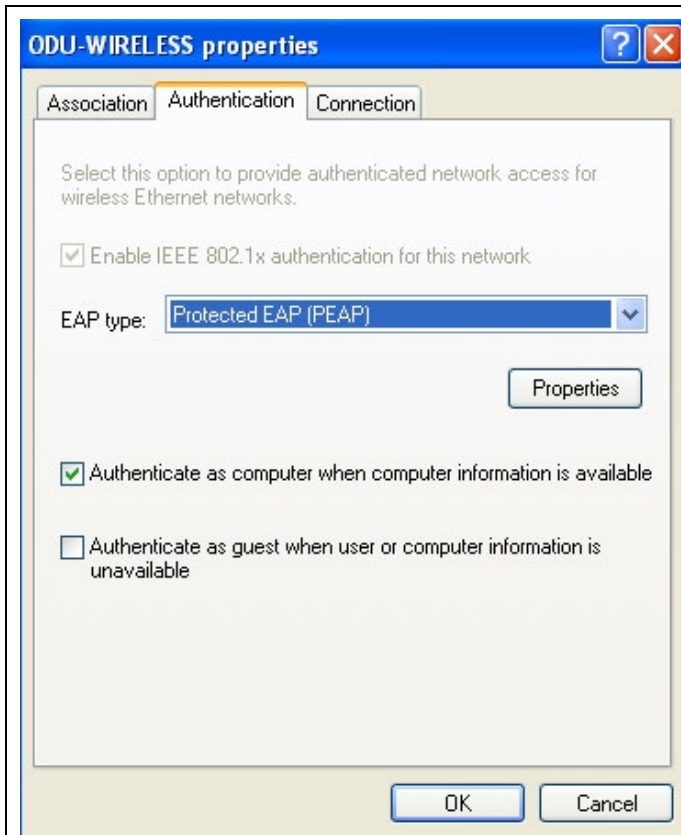 ODU-WIRELESS properties
Association
Authentication
Connection
Select this option to provide authenticated network access for
wireless Ethernet networks.
Enable IEEE 802.1x authentication for this network
EAP type:
Protected EAP (PEAP)
Properties
Authenticate as computer when computer information is available
Authenticate as guest when user or computer information is
unavailable
OK
Cancel